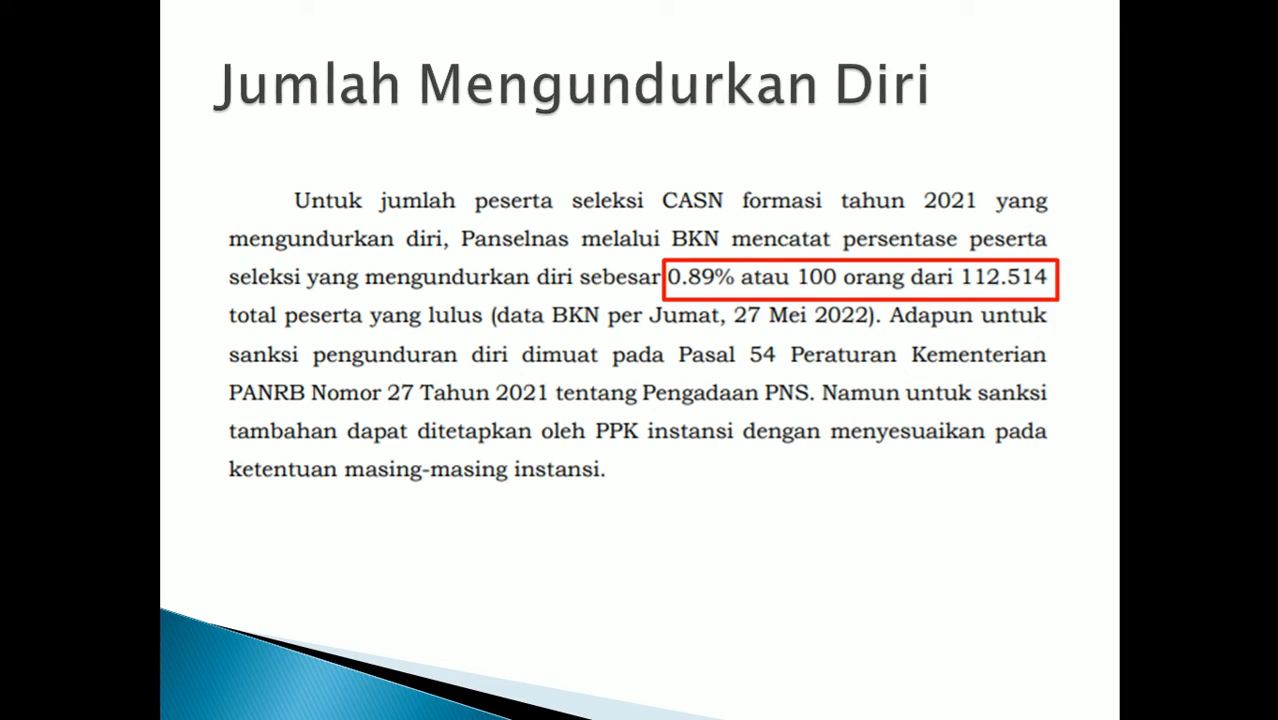 Jumlah Mengundurkan Diri
Untuk jumlah peserta seleksi CASN formasi tahun 2021 yang
mengundurkan diri, Panselnas melalui BKN mencatat persentase peserta
seleksi yang mengundurkan diri sebesar 0.89% atau 100 orang dari 112.514
total peserta yang lulus (data BKN per Jumat, 27 Mei 2022). Adapun untuk
sanksi pengunduran diri dimuat pada Pasal 54 Peraturan Kementerian
PANRB Nomor 27 Tahun 2021 tentang Pengadaan PNS. Namun untuk sanksi
tambahan dapat ditetapkan oleh PPK instansi dengan menyesuaikan pada
ketentuan masing-masing instansi.